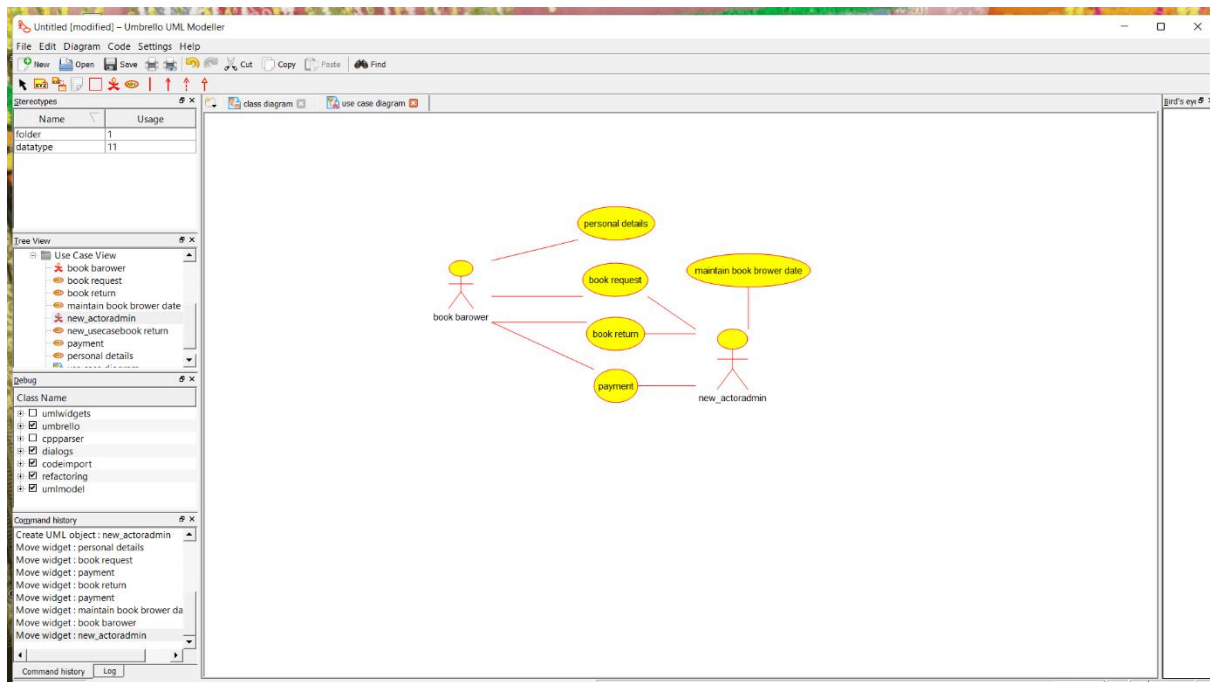 Untitled [modified] – Umbrello UML Modeller
File Edit Diagram Code Settings Help
New Open Save Cut Copy Paste Find
Stereotypes
Name Usage
folder 1
datatype 11
Tree View
Use Case View
book barower
book request
book return
maintain book brower date
new_actoradmin
new_usecasebook return
payment
personal details
use case diagram
Debug
Class Name
umlwidgets
umbrello
cppparser
dialogs
codeimport
refactoring
umlmodel
Command history
Create UML object : new_actoradmin
Move widget : personal details
Move widget : book request
Move widget : payment
Move widget : book return
Move widget : payment
Move widget : maintain book brower da
Move widget : book barower
Move widget : new_actoradmin
Command history Log
class diagram use case diagram
personal details
maintain book brower date
book request
book barower
book return
payment
new_actoradmin
Bird's eye